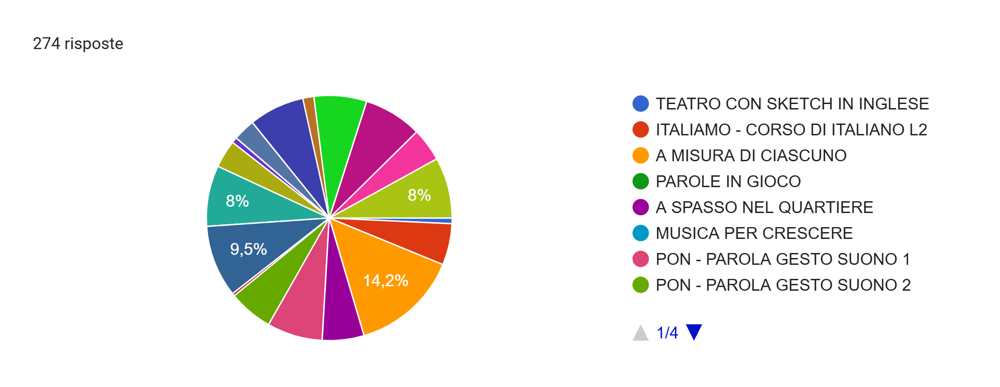 274 risposte
8%
8%
9,5%
14,2%
TEATRO CON SKETCH IN INGLESE
ITALIAMO - CORSO DI ITALIANO L2
A MISURA DI CIASCUNO
PAROLE IN GIOCO
A SPASSO NEL QUARTIERE
MUSICA PER CRESCERE
PON - PAROLA GESTO SUONO 1
PON - PAROLA GESTO SUONO 2
1/4